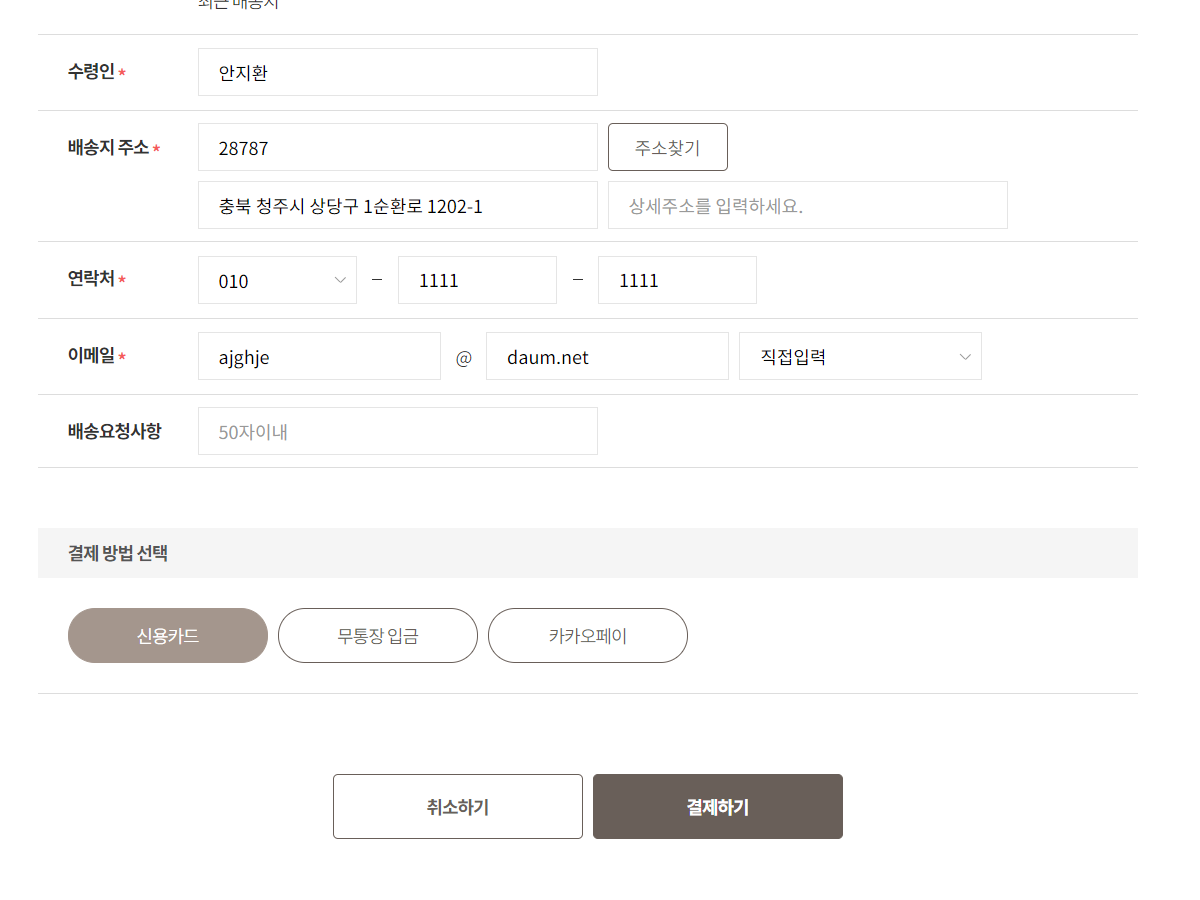 최근 배송지
수령인 * 안지환
배송지 주소 * 28787 주소찾기
충북 청주시 상당구 1순환로 1202-1 상세주소를 입력하세요.
연락처 * 010 – 1111 – 1111
이메일 * ajghje @ daum.net 직접입력
배송요청사항 50자이내
결제 방법 선택
신용카드 무통장 입금 카카오페이
취소하기 결제하기